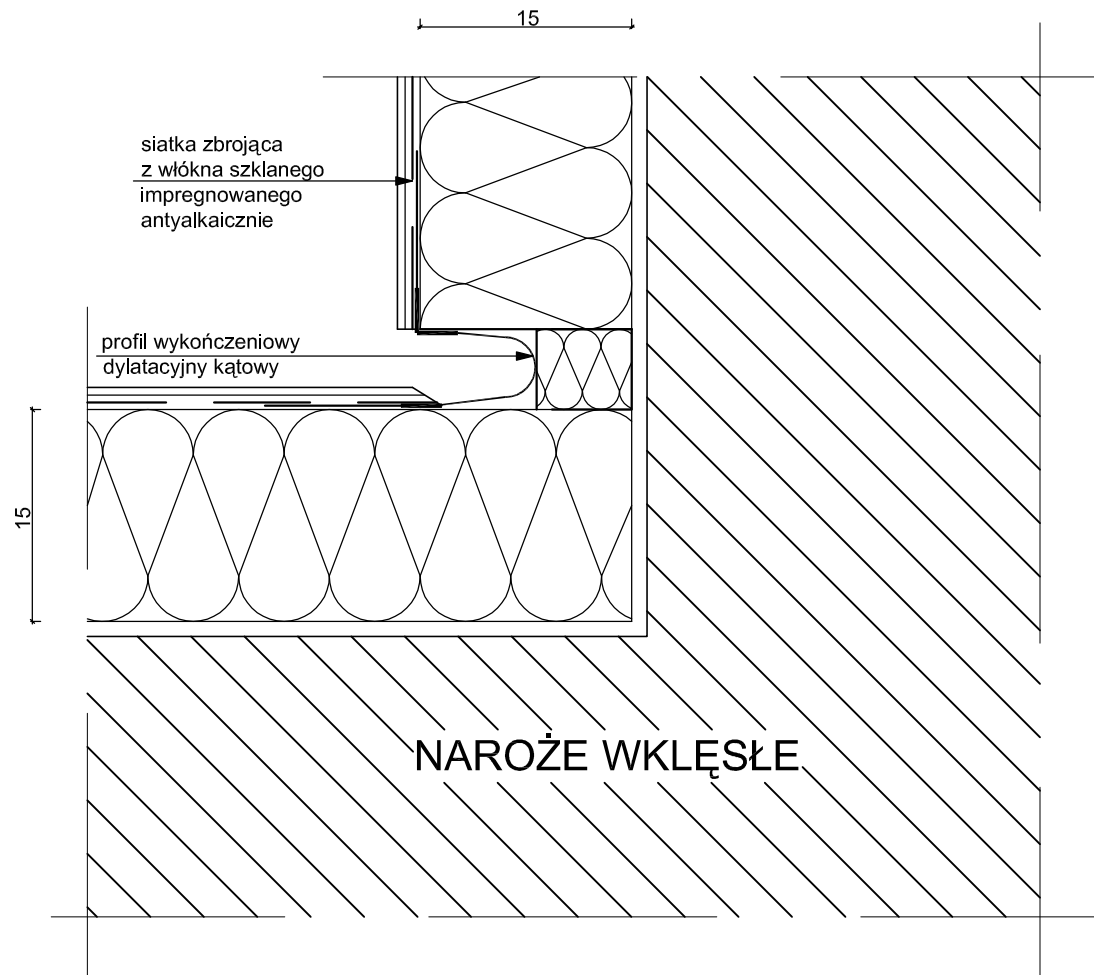 15
siatka zbrojąca
z włókna szklanego
impregnowanego
antyalkaicznie
profil wykończeniowy
dylatacyjny kątowy
15
NAROŻE WKLĘSŁE